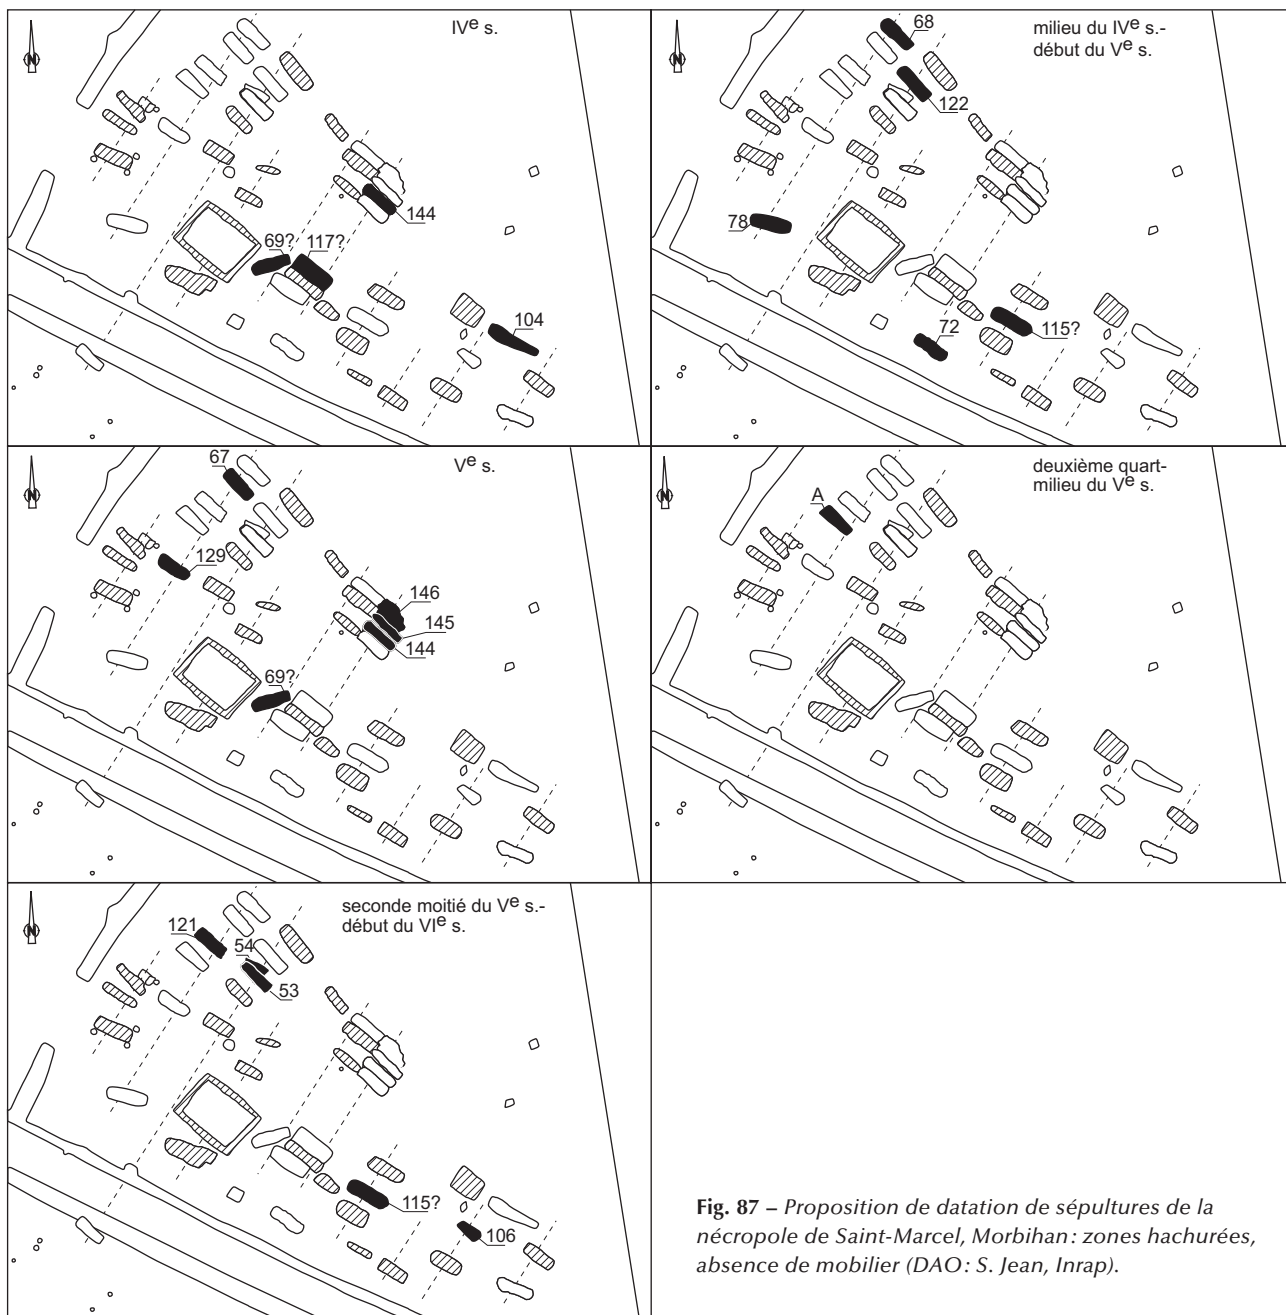 N
IVe s.
144
69?
117?
104
N
milieu du IVe s.-
début du Ve s.
68
122
78
72
115?
N
Ve s.
67
129
146
145
144
69?
N
deuxième quart-
milieu du Ve s.
A
N
seconde moitié du Ve s.-
début du VIe s.
121
54
53
115?
106
Fig. 87 – Proposition de datation de sépultures de la
nécropole de Saint-Marcel, Morbihan : zones hachurées,
absence de mobilier (DAO : S. Jean, Inrap).